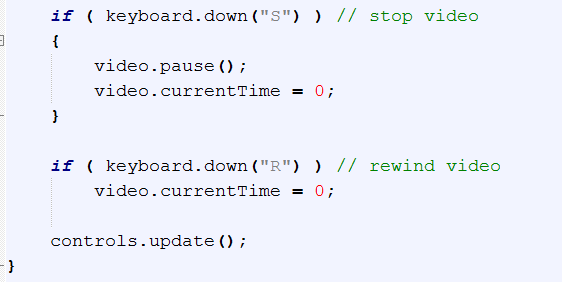 if ( keyboard.down("S") ) // stop video
{
video.pause();
video.currentTime = 0;
}
if ( keyboard.down("R") ) // rewind video
video.currentTime = 0;
controls.update();
}